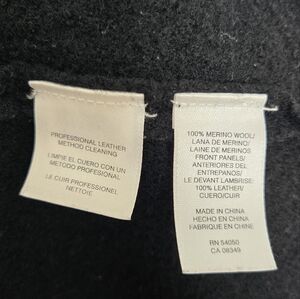 PROFESSIONAL LEATHER
METHOD CLEANING
LIMPIE EL CUERO CON UN
METODO PROFESIONAL
LE CUIR PROFESSIONEL
NETTOIE
100% MERINO WOOL/
LANA DE MERINO/
LAINE DE MERINOS
FRONT PANELS/
ANTERIORES DEL
ENTREPANOS/
LE DEVANT LAMBRISE:
100% LEATHER/
CUERO/CUIR
MADE IN CHINA
HECHO EN CHINA
FABRIQUE EN CHINE
RN 54050
CA 08349